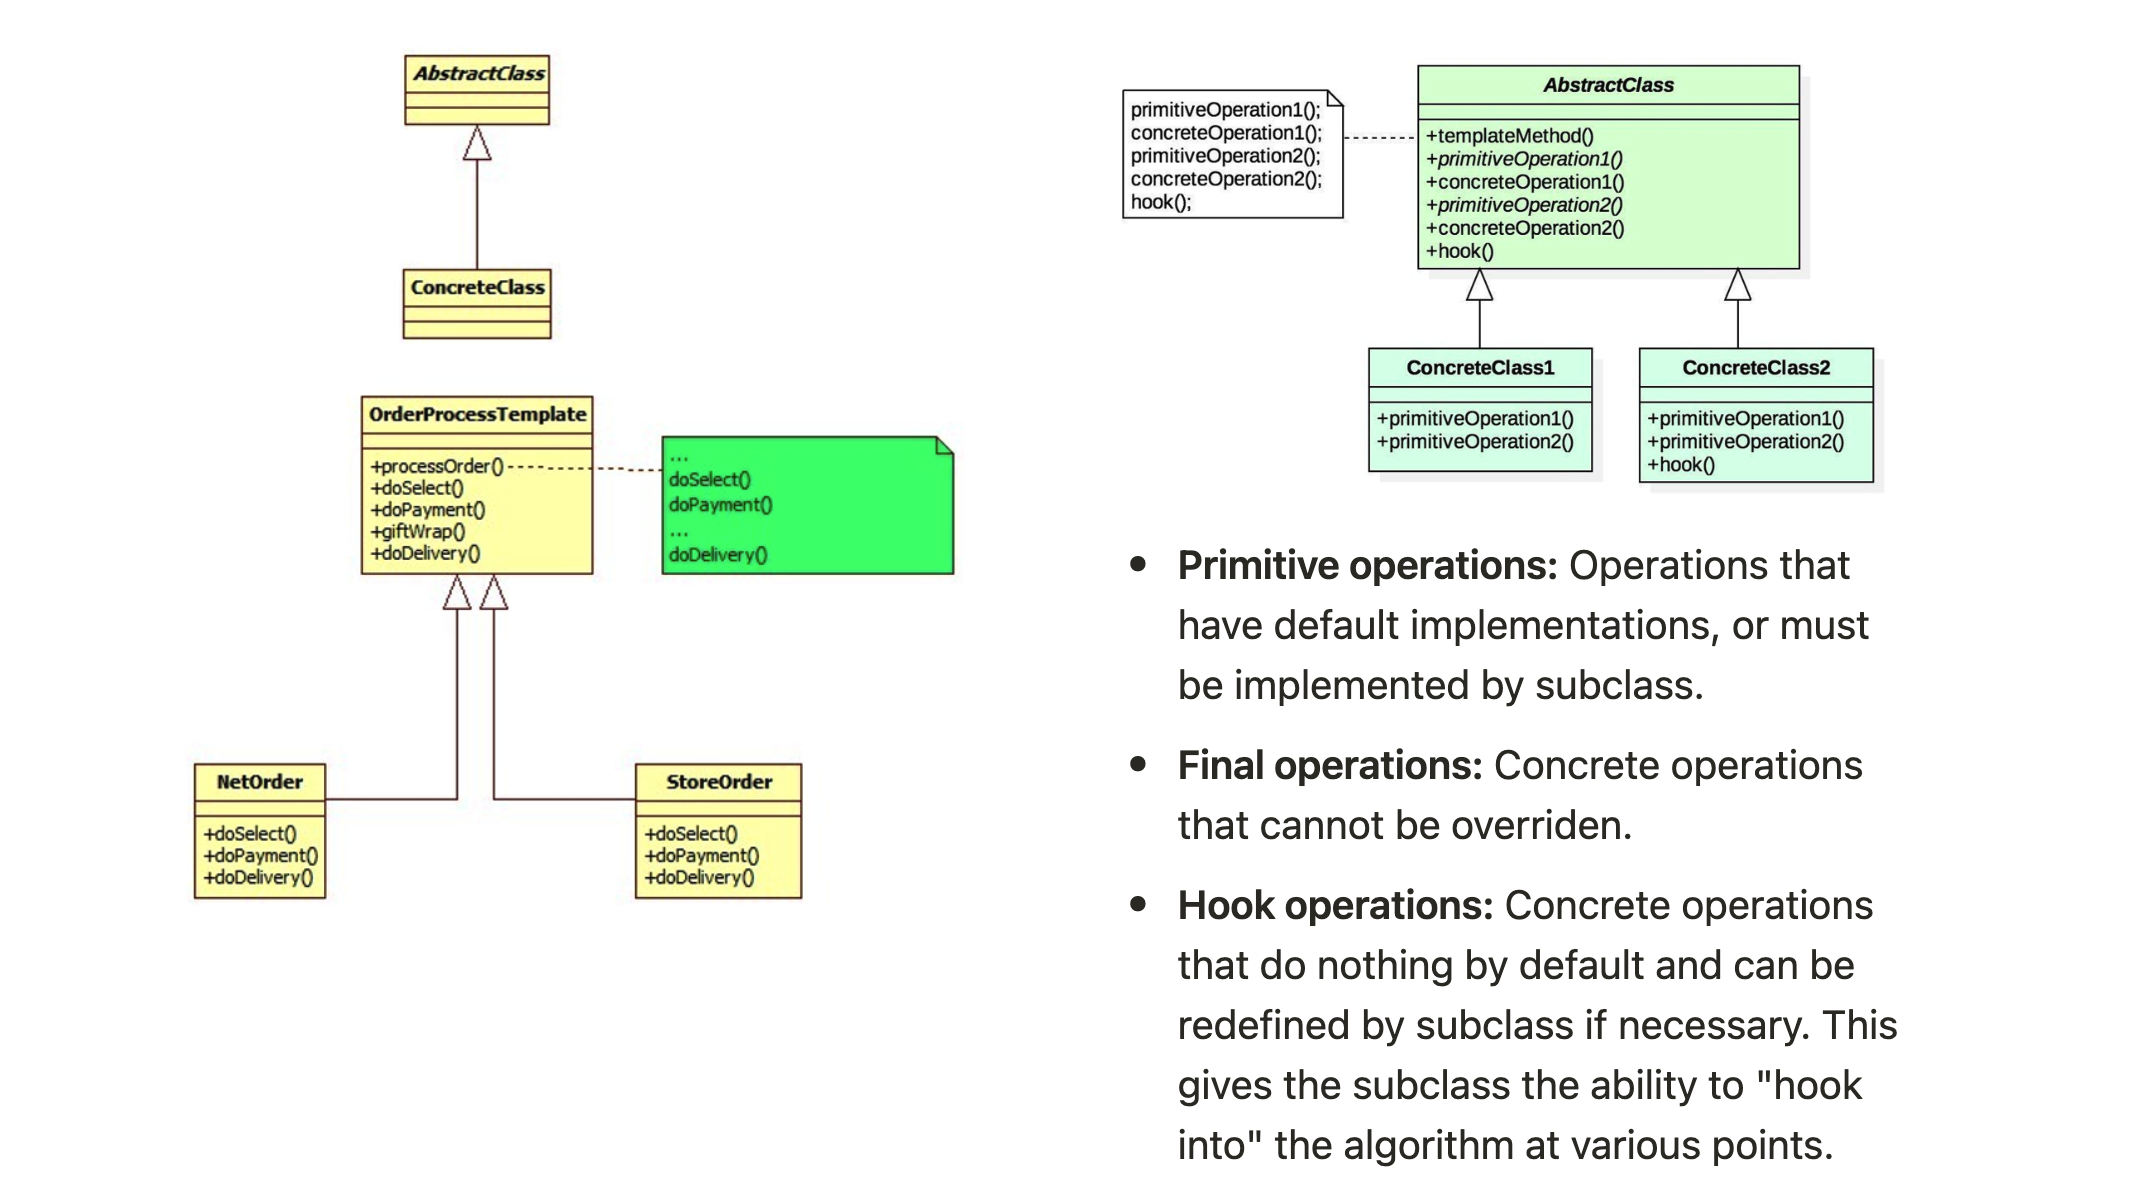 AbstractClass
ConcreteClass
OrderProcessTemplate
+processOrder()
+doSelect()
+doPayment()
+giftWrap()
+doDelivery()
...
doSelect()
doPayment()
...
doDelivery()
NetOrder
+doSelect()
+doPayment()
+doDelivery()
StoreOrder
+doSelect()
+doPayment()
+doDelivery()
primitiveOperation1();
concreteOperation1();
primitiveOperation2();
concreteOperation2();
hook();
AbstractClass
+templateMethod()
+primitiveOperation1()
+concreteOperation1()
+primitiveOperation2()
+concreteOperation2()
+hook()
ConcreteClass1
+primitiveOperation1()
+primitiveOperation2()
ConcreteClass2
+primitiveOperation1()
+primitiveOperation2()
+hook()
• Primitive operations: Operations that
have default implementations, or must
be implemented by subclass.
• Final operations: Concrete operations
that cannot be overriden.
• Hook operations: Concrete operations
that do nothing by default and can be
redefined by subclass if necessary. This
gives the subclass the ability to "hook
into" the algorithm at various points.